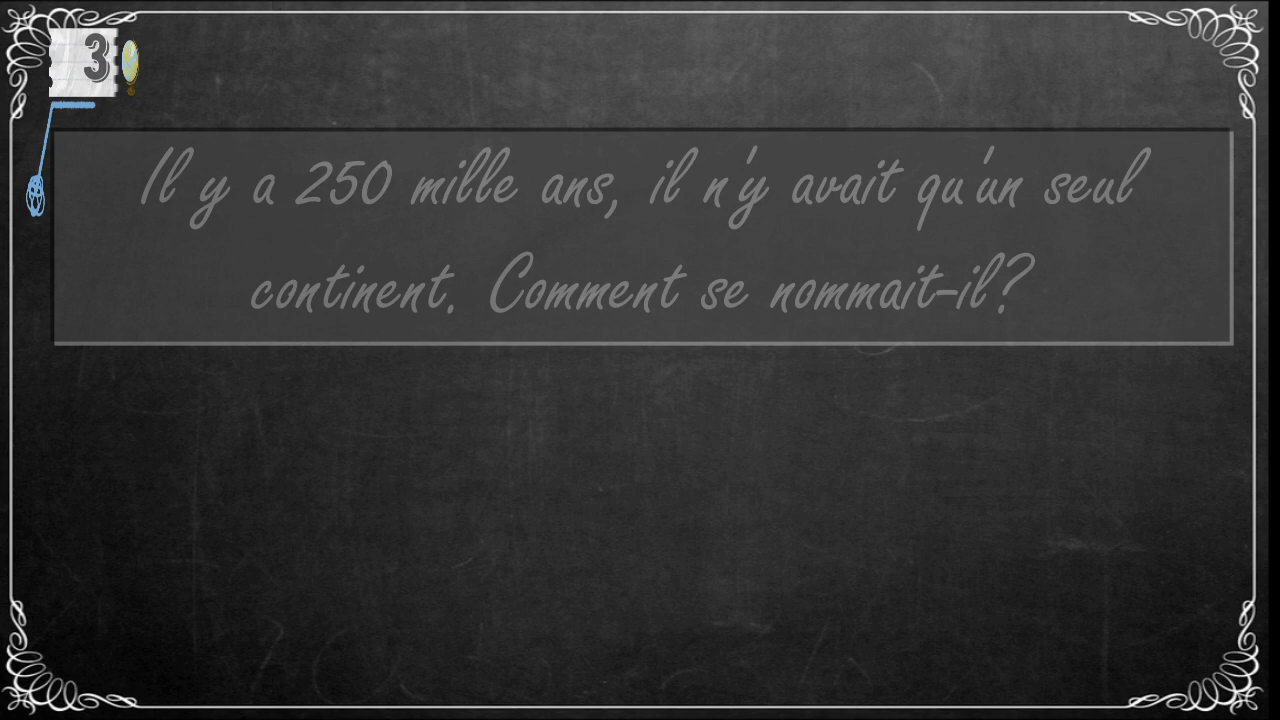 3
Il y a 250 mille ans, il n'y avait qu'un seul
continent. Comment se nommait-il?